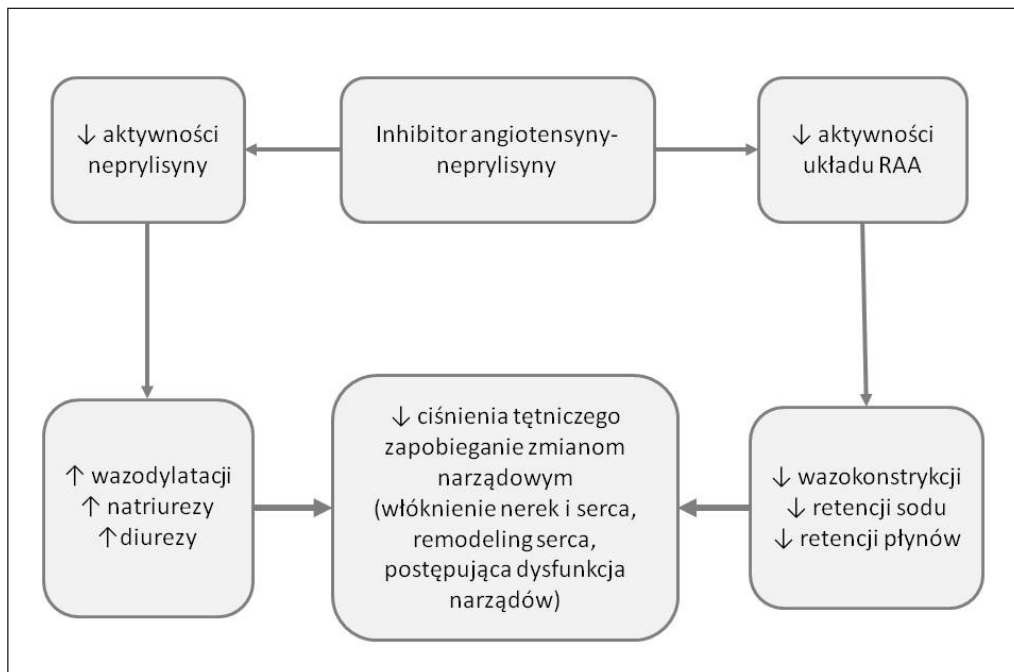 ↓ aktywności
neprylisyny
Inhibitor angiotensyny-
neprylisyny
↓ aktywności
układu RAA
↑ wazodylatacji
↑ natriurezy
↑diurezy
↓ ciśnienia tętniczego
zapobieganie zmianom
narządowym
(włóknienie nerek i serca,
remodeling serca,
postępująca dysfunkcja
narządów)
↓ wazokonstrykcji
↓ retencji sodu
↓ retencji płynów